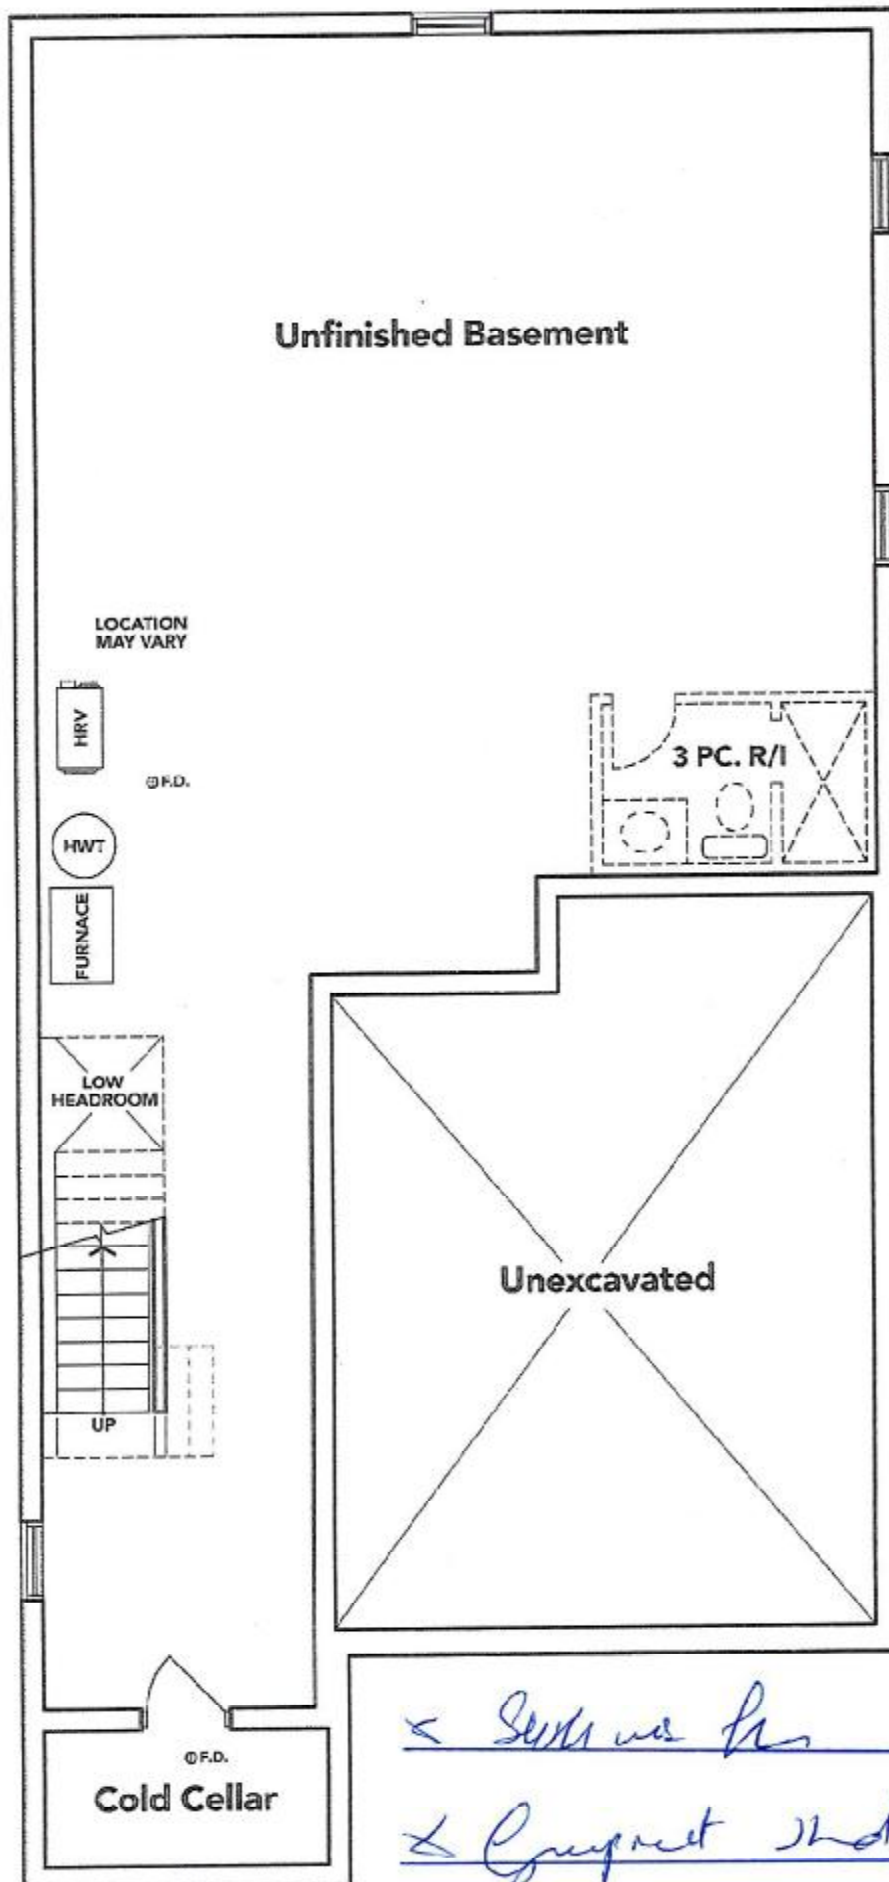 Unfinished Basement
LOCATION
MAY VARY
HRV
F.D.
3 PC. R/I
HWT
FURNACE
LOW
HEADROOM
Unexcavated
UP
F.D.
Cold Cellar